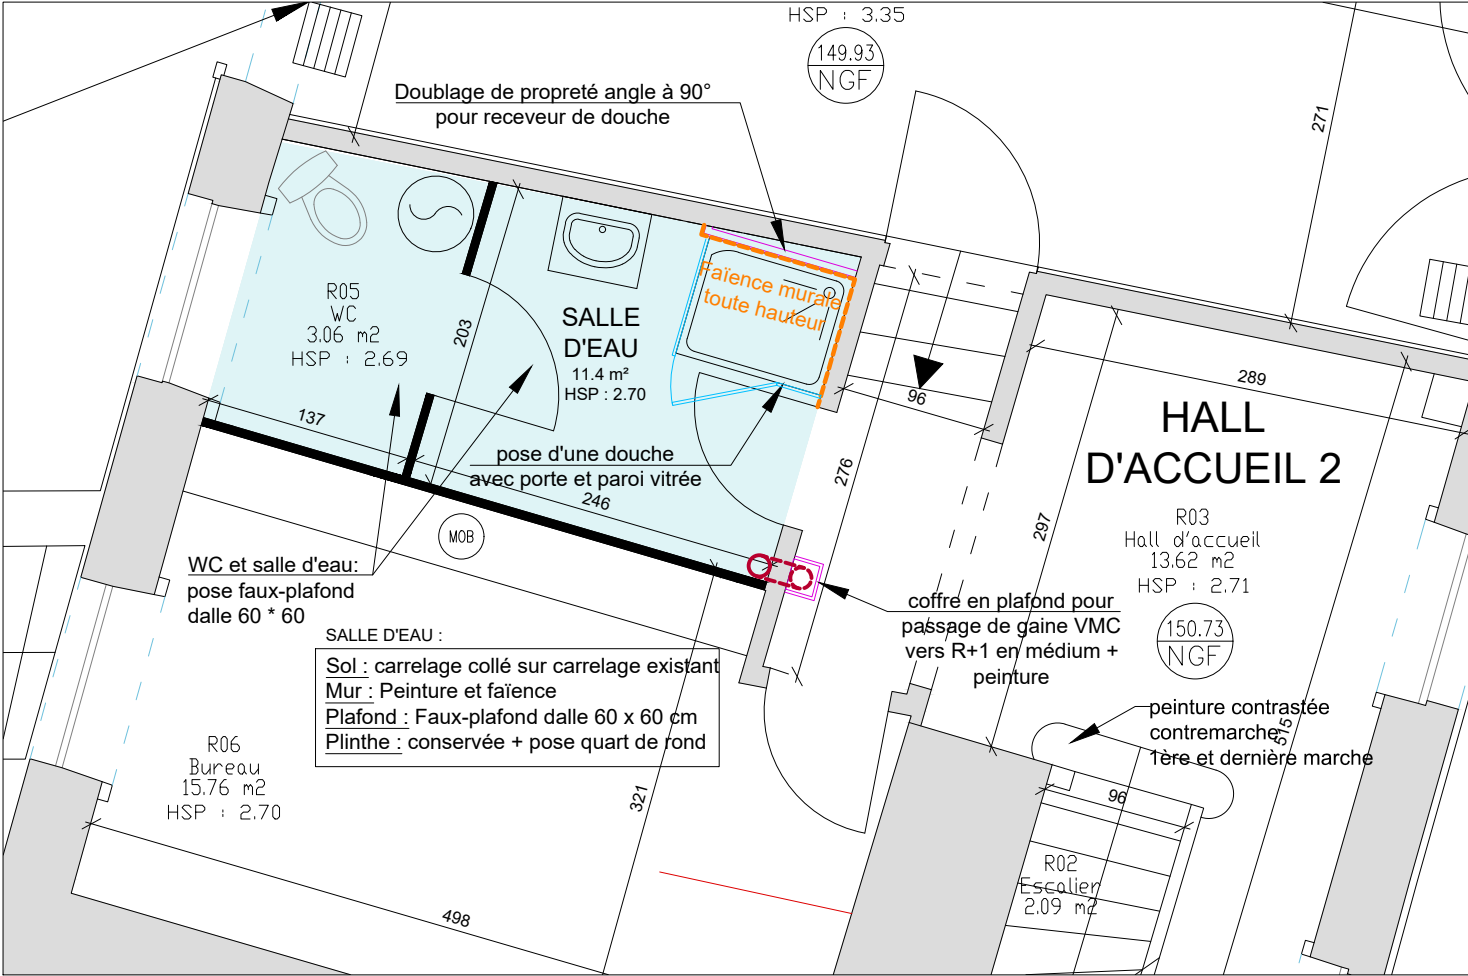 HSP : 3.35
149.93
NGF
Doublage de propreté angle à 90°
pour receveur de douche
271
Faïence murale
toute hauteur
R05
WC
3.06 m2
HSP : 2.69
203
SALLE
D'EAU
11.4 m²
HSP : 2.70
96
289
137
HALL
D'ACCUEIL 2
pose d'une douche
avec porte et paroi vitrée
246
276
297
MOB
R03
Hall d'accueil
13.62 m2
HSP : 2.71
150.73
NGF
WC et salle d'eau:
pose faux-plafond
dalle 60 * 60
coffre en plafond pour
passage de gaine VMC
vers R+1 en médium +
peinture
SALLE D'EAU :
Sol : carrelage collé sur carrelage existant
Mur : Peinture et faïence
Plafond : Faux-plafond dalle 60 x 60 cm
Plinthe : conservée + pose quart de rond
peinture contrastée
contremarche
1ère et dernière marche
515
R06
Bureau
15.76 m2
HSP : 2.70
321
96
R02
Escalier
2.09 m2
498